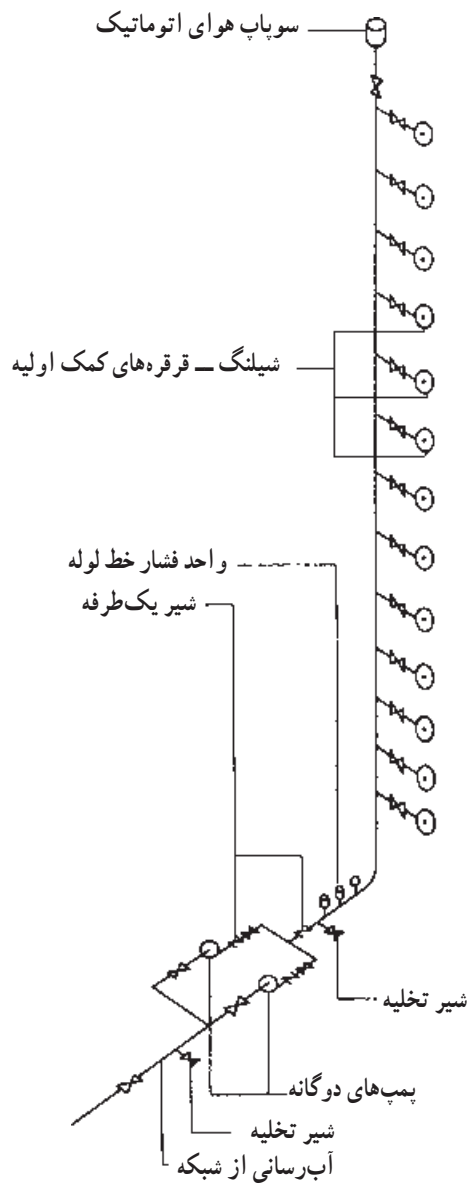 سوپاپ هوای اتوماتیک
شیلنگ ــ قرقره‌های کمک اولیه
واحد فشار خط لوله
شیر یک‌طرفه
شیر تخلیه
پمپ‌های دوگانه
شیر تخلیه
آب‌رسانی از شبکه